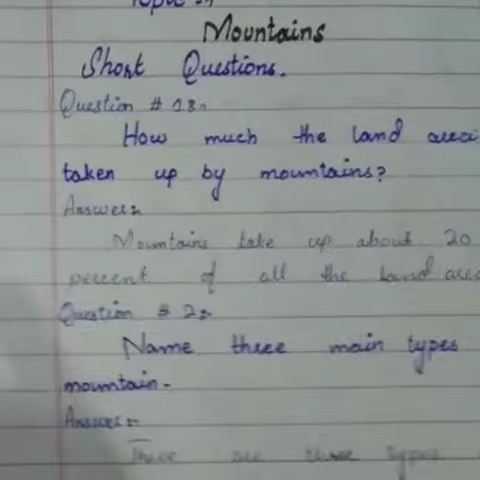 Topic
Mountains
Short Questions.
Question # 1:
How much the land area
taken up by mountains?
Answer:
Mountains take up about 20
percent of all the land area
Question # 2:
Name three main types
mountain.
Answer:
There are three types